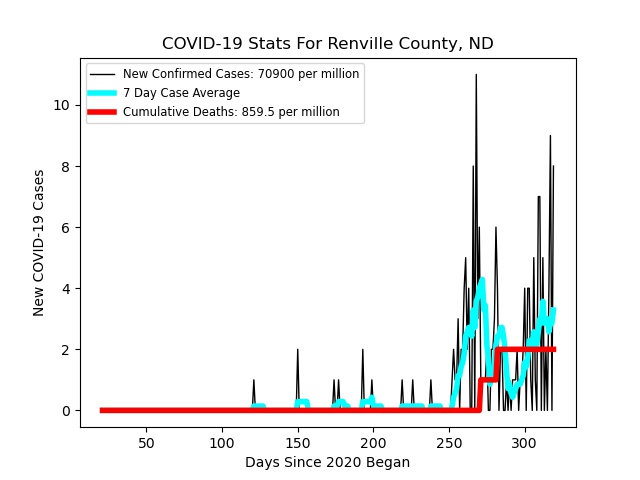 COVID-19 Stats For Renville County, ND
New Confirmed Cases: 70900 per million
7 Day Case Average
Cumulative Deaths: 859.5 per million
New COVID-19 Cases
10
8
6
4
2
0
50 100 150 200 250 300
Days Since 2020 Began